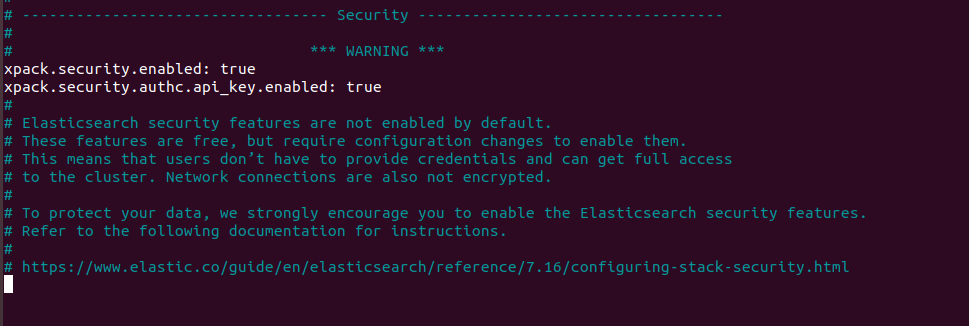 #
# ---------------------------------- Security ----------------------------------
#
#                                 *** WARNING ***
xpack.security.enabled: true
xpack.security.authc.api_key.enabled: true
#
# Elasticsearch security features are not enabled by default.
# These features are free, but require configuration changes to enable them.
# This means that users don’t have to provide credentials and can get full access
# to the cluster. Network connections are also not encrypted.
#
# To protect your data, we strongly encourage you to enable the Elasticsearch security features.
# Refer to the following documentation for instructions.
#
# https://www.elastic.co/guide/en/elasticsearch/reference/7.16/configuring-stack-security.html